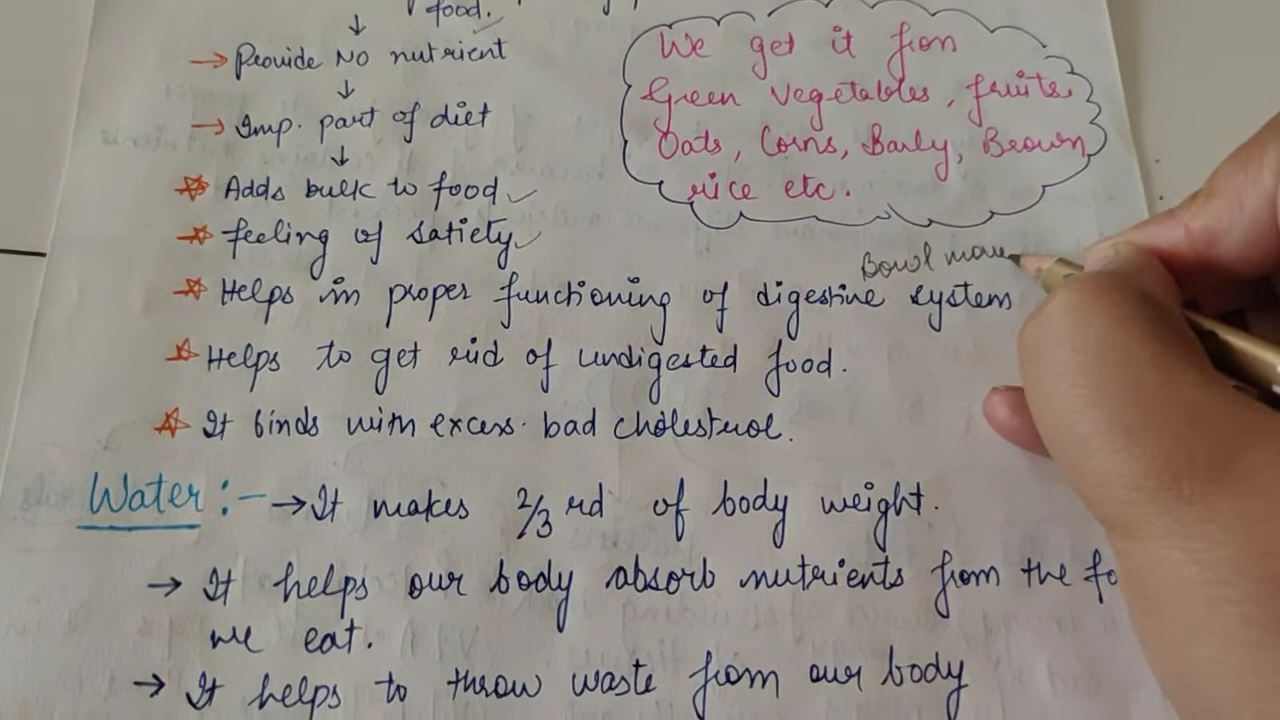 food.
→ Provide NO nutrient
→ Imp. part of diet
Adds bulk to food
feeling of satiety
Helps in proper functioning of digestive system
Helps to get rid of undigested food.
It binds with excess. bad cholesterol.
We get it from
Green vegetables, fruits,
Oats, Corns, Barly, Brown
rice etc.
Bowl move
Water :- → It makes 2/3 rd of body weight.
→ It helps our body absorb nutrients from the fo
we eat.
→ It helps to throw waste from our body